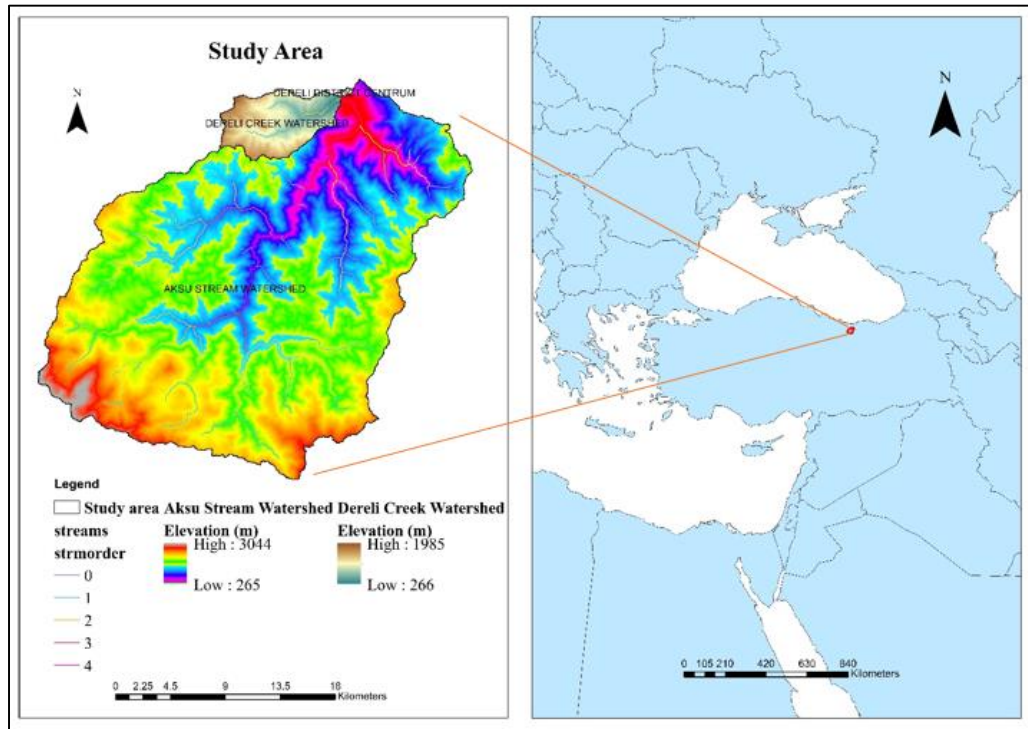 Study Area
N
DERELI DISTRICT CENTRUM
DERELI CREEK WATERSHED
AKSU STREAM WATERSHED
Legend
Study area Aksu Stream Watershed Dereli Creek Watershed
streams
strmorder
0
1
2
3
4
Elevation (m)
High : 3044
Low : 265
Elevation (m)
High : 1985
Low : 266
0 2.25 4.5 9 13.5 18
Kilometers
N
0 105 210 420 630 840
Kilometers